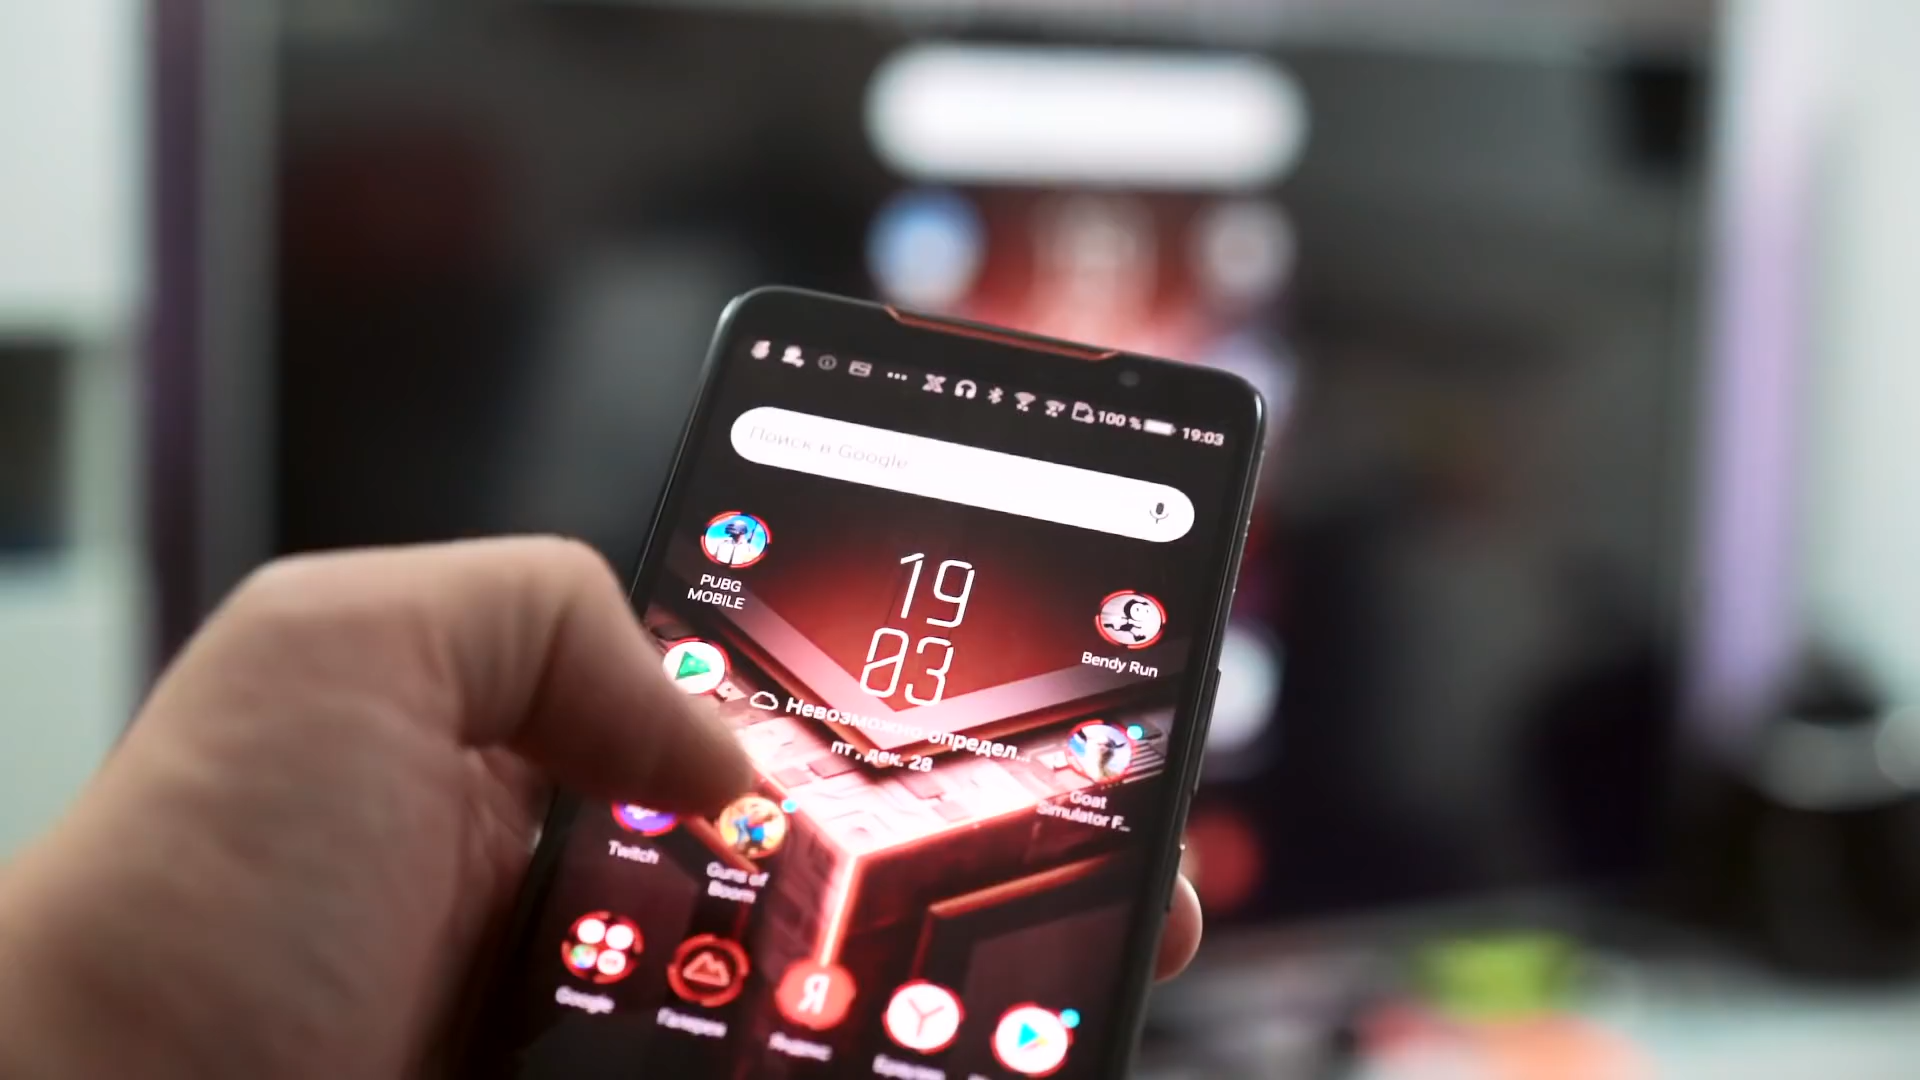 100 % 19:03
Поиск в Google
19
03
PUBG
MOBILE
Bendy Run
Невозможно определ...
пт, дек. 28
Goat
Simulator F...
Twitch
Guns of
Boom
Google
Галерея
Я
Яндекс